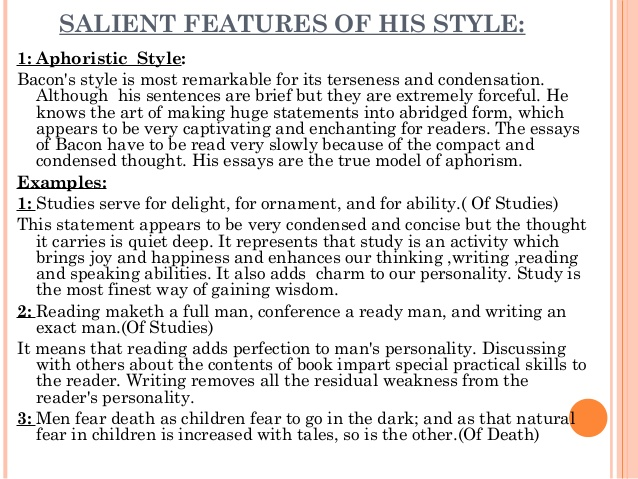 SALIENT FEATURES OF HIS STYLE:
1: Aphoristic Style:
Bacon's style is most remarkable for its terseness and condensation.
Although his sentences are brief but they are extremely forceful. He
knows the art of making huge statements into abridged form, which
appears to be very captivating and enchanting for readers. The essays
of Bacon have to be read very slowly because of the compact and
condensed thought. His essays are the true model of aphorism.
Examples:
1: Studies serve for delight, for ornament, and for ability.( Of Studies)
This statement appears to be very condensed and concise but the thought
it carries is quiet deep. It represents that study is an activity which
brings joy and happiness and enhances our thinking ,writing ,reading
and speaking abilities. It also adds charm to our personality. Study is
the most finest way of gaining wisdom.
2: Reading maketh a full man, conference a ready man, and writing an
exact man.(Of Studies)
It means that reading adds perfection to man's personality. Discussing
with others about the contents of book impart special practical skills to
the reader. Writing removes all the residual weakness from the
reader's personality.
3: Men fear death as children fear to go in the dark; and as that natural
fear in children is increased with tales, so is the other.(Of Death)